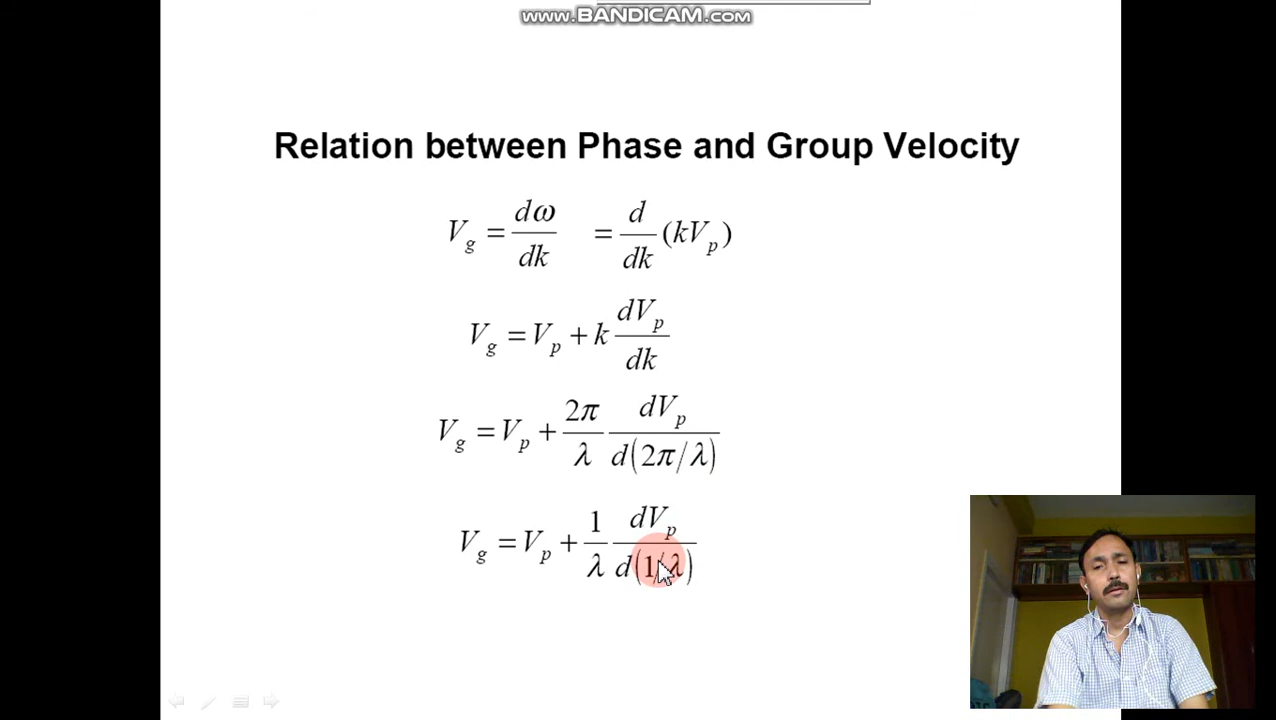 www.BANDICAM.com
Relation between Phase and Group Velocity
V_g = dω/dk = d/dk (kV_p)
V_g = V_p + k dV_p/dk
V_g = V_p + 2π/λ dV_p/d(2π/λ)
V_g = V_p + 1/λ dV_p/d(1/λ)